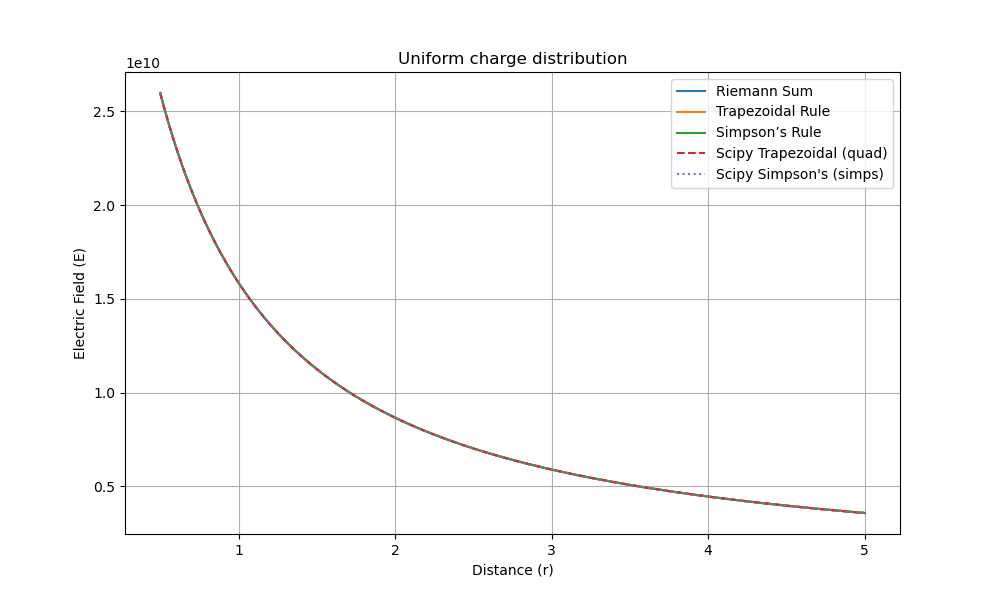 Uniform charge distribution
1e10
Riemann Sum
Trapezoidal Rule
Simpson’s Rule
Scipy Trapezoidal (quad)
Scipy Simpson's (simps)
2.5
2.0
1.5
1.0
0.5
Electric Field (E)
1 2 3 4 5
Distance (r)